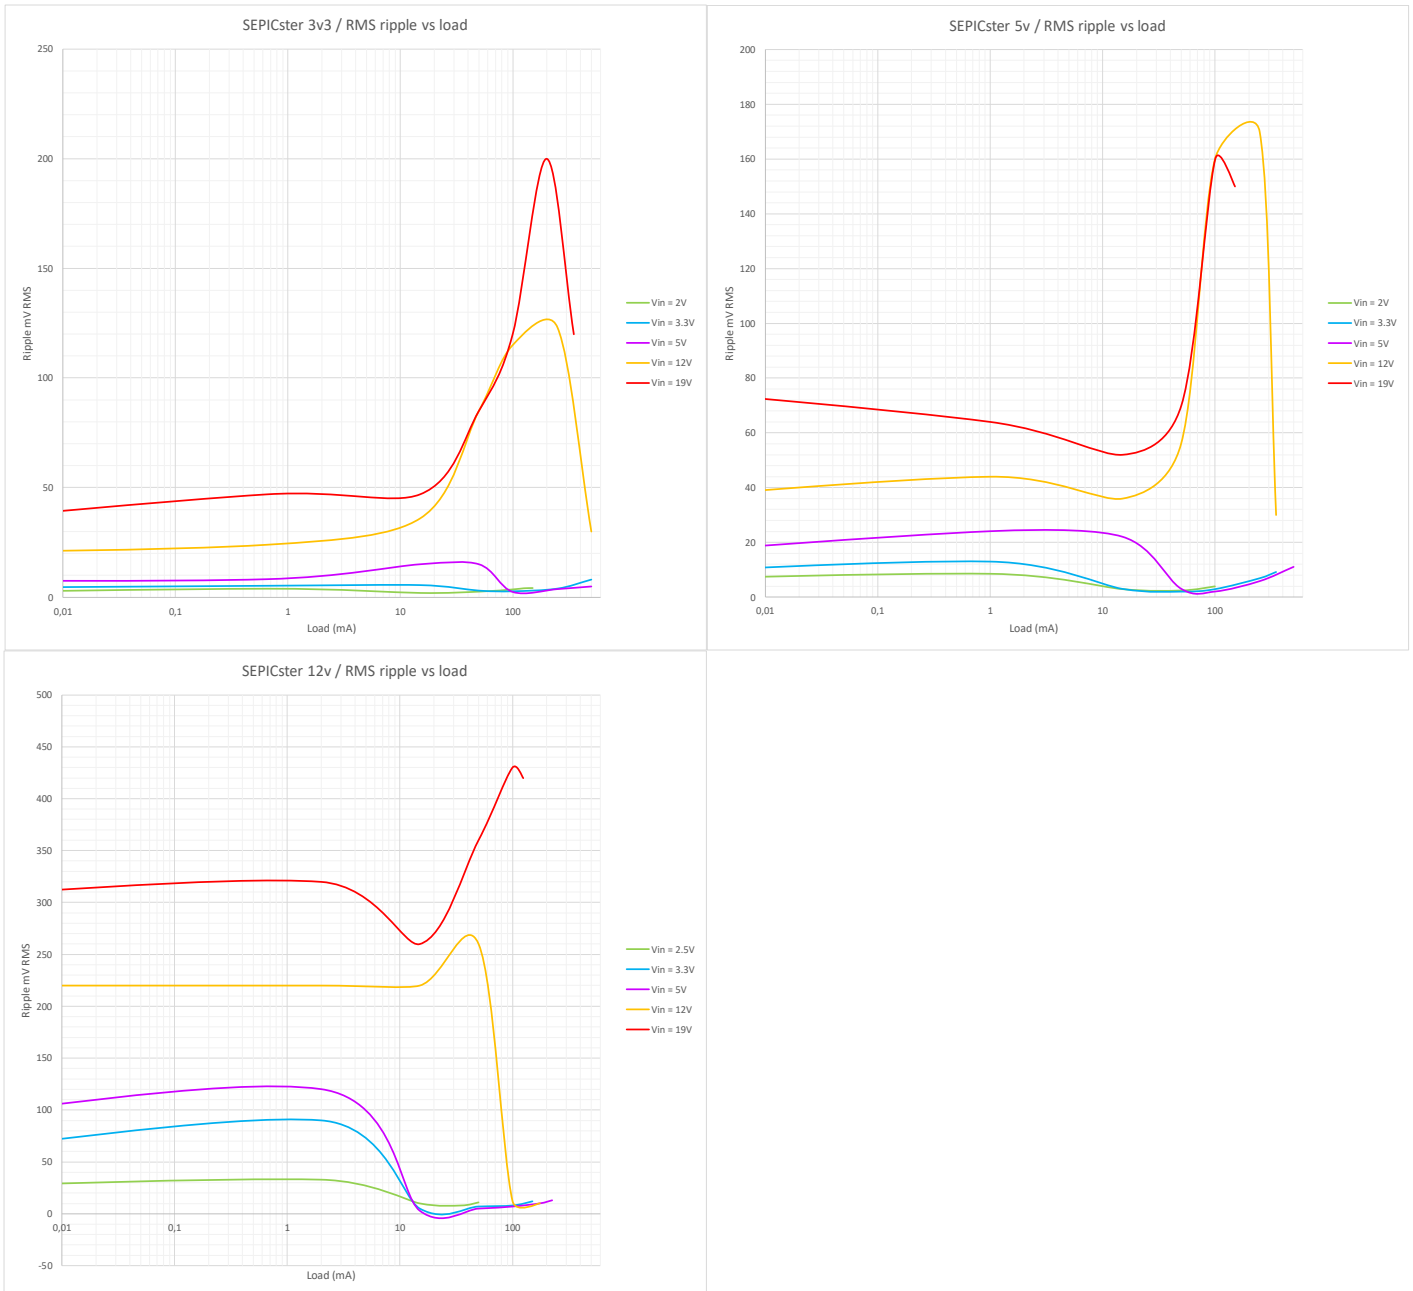 SEPICster 3v3 / RMS ripple vs load
250
200
150
100
50
0
Ripple mV RMS
0,01
0,1
1
10
100
Load (mA)
Vin = 2V
Vin = 3.3V
Vin = 5V
Vin = 12V
Vin = 19V
SEPICster 5v / RMS ripple vs load
200
180
160
140
120
100
80
60
40
20
0
Ripple mV RMS
0,01
0,1
1
10
100
Load (mA)
Vin = 2V
Vin = 3.3V
Vin = 5V
Vin = 12V
Vin = 19V
SEPICster 12v / RMS ripple vs load
500
450
400
350
300
250
200
150
100
50
0
-50
Ripple mV RMS
0,01
0,1
1
10
100
Load (mA)
Vin = 2.5V
Vin = 3.3V
Vin = 5V
Vin = 12V
Vin = 19V